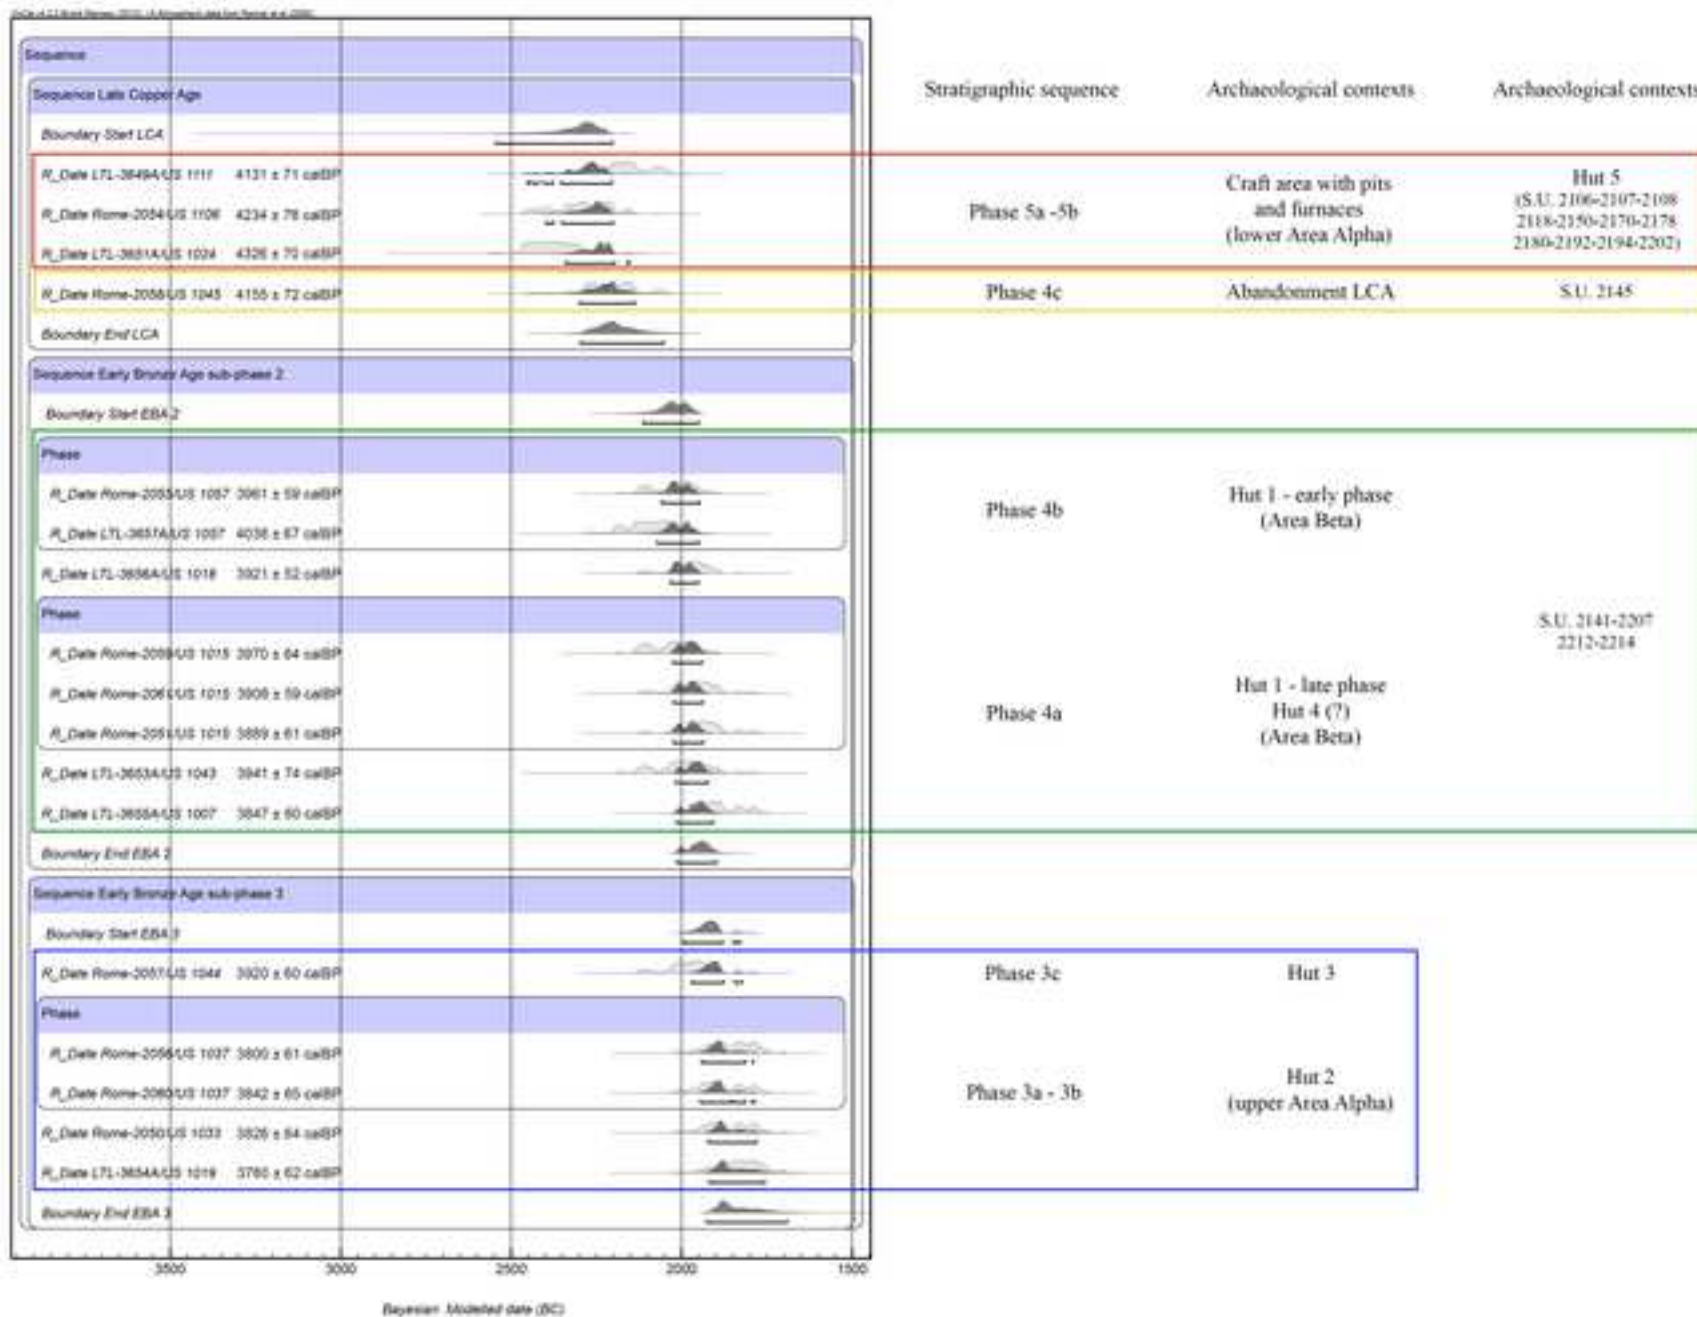 Sequence
Sequence Late Copper Age
Stratigraphic sequence
Archaeological contexts
Archaeological contexts
Boundary Start LCA
R_Date LTL-3649A/US 1111 4131 ± 71 calBP
R_Date Rome-2054/US 1106 4234 ± 78 calBP
R_Date LTL-3651A/US 1024 4326 ± 70 calBP
Phase 5a -5b
Craft area with pits
and furnaces
(lower Area Alpha)
Hut 5
(S.U. 2106-2107-2108
2118-2150-2170-2178
2180-2192-2194-2202)
R_Date Rome-2058/US 1045 4155 ± 72 calBP
Phase 4c
Abandonment LCA
S.U. 2145
Boundary End LCA
Sequence Early Bronze Age sub-phase 2
Boundary Start EBA 2
Phase
R_Date Rome-2053/US 1057 3961 ± 59 calBP
R_Date LTL-3657A/US 1057 4038 ± 67 calBP
R_Date LTL-3656A/US 1018 3921 ± 52 calBP
Phase 4b
Hut 1 - early phase
(Area Beta)
Phase
R_Date Rome-2059/US 1015 3970 ± 64 calBP
R_Date Rome-2061/US 1015 3908 ± 59 calBP
R_Date Rome-2051/US 1015 3889 ± 61 calBP
R_Date LTL-3653A/US 1043 3941 ± 74 calBP
R_Date LTL-3655A/US 1007 3847 ± 60 calBP
Phase 4a
Hut 1 - late phase
Hut 4 (?)
(Area Beta)
S.U. 2141-2207
2212-2214
Boundary End EBA 2
Sequence Early Bronze Age sub-phase 3
Boundary Start EBA 3
R_Date Rome-2057/US 1044 3920 ± 60 calBP
Phase 3c
Hut 3
Phase
R_Date Rome-2056/US 1037 3800 ± 61 calBP
R_Date Rome-2060/US 1037 3842 ± 65 calBP
R_Date Rome-2050/US 1033 3826 ± 64 calBP
R_Date LTL-3654A/US 1019 3760 ± 62 calBP
Phase 3a - 3b
Hut 2
(upper Area Alpha)
Boundary End EBA 3
3500 3000 2500 2000 1500
Bayesian Modelled date (BC)